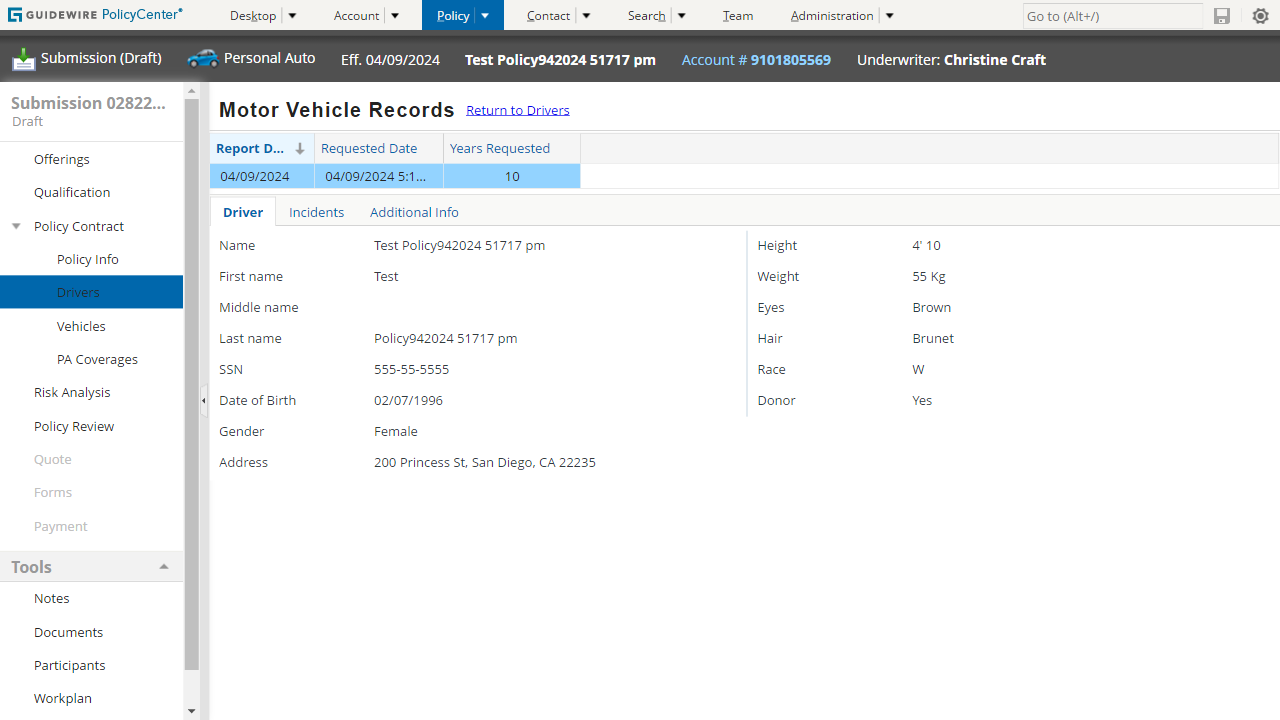 GUIDEWIRE PolicyCenter®
Desktop Account Policy Contact Search Team Administration Go to (Alt+/)
Submission (Draft) Personal Auto Eff. 04/09/2024 Test Policy942024 51717 pm Account # 9101805569 Underwriter: Christine Craft
Submission 02822...
Draft
Offerings
Qualification
Policy Contract
Policy Info
Drivers
Vehicles
PA Coverages
Risk Analysis
Policy Review
Quote
Forms
Payment
Tools
Notes
Documents
Participants
Workplan
Motor Vehicle Records Return to Drivers
Report D... Requested Date Years Requested
04/09/2024 04/09/2024 5:1... 10
Driver Incidents Additional Info
Name Test Policy942024 51717 pm
First name Test
Middle name
Last name Policy942024 51717 pm
SSN 555-55-5555
Date of Birth 02/07/1996
Gender Female
Address 200 Princess St, San Diego, CA 22235
Height 4' 10
Weight 55 Kg
Eyes Brown
Hair Brunet
Race W
Donor Yes